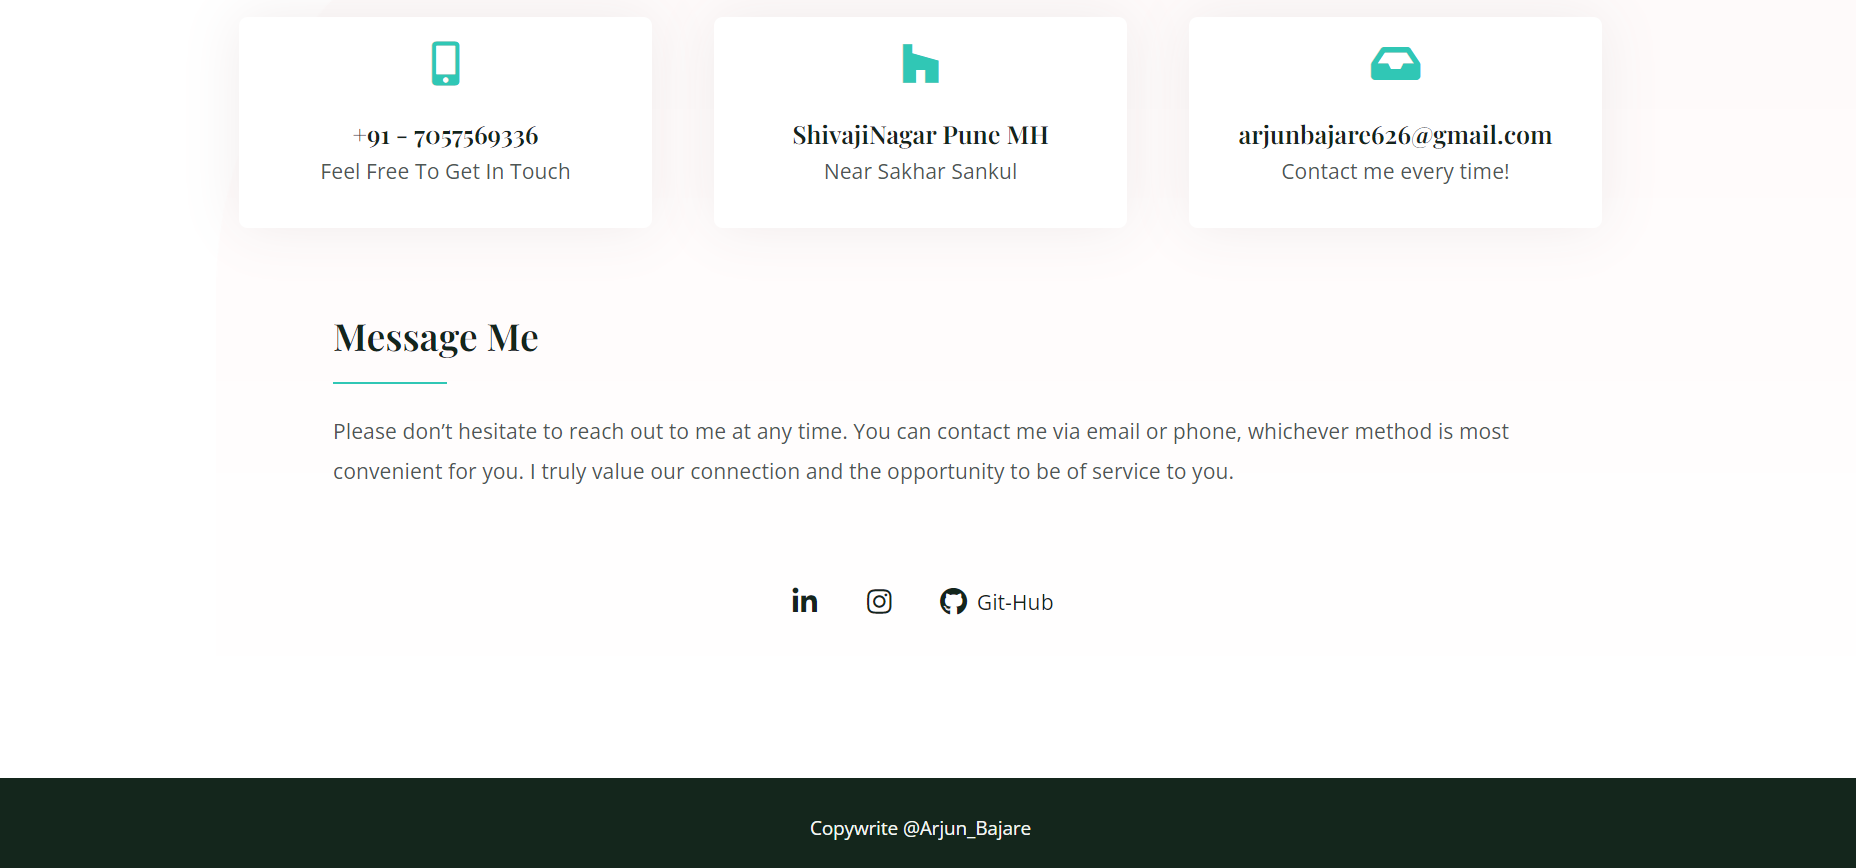 +91 - 7057569336
Feel Free To Get In Touch
ShivajiNagar Pune MH
Near Sakhar Sankul
arjunbajare626@gmail.com
Contact me every time!
Message Me
Please don’t hesitate to reach out to me at any time. You can contact me via email or phone, whichever method is most
convenient for you. I truly value our connection and the opportunity to be of service to you.
in
Git-Hub
Copywrite @Arjun_Bajare